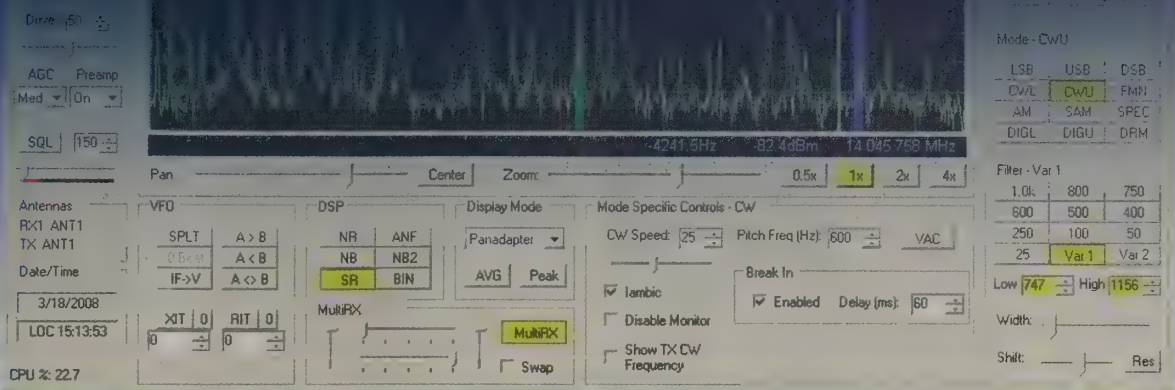 Drive 50
AGC Preamp
Med On
SQL 150
Antennas
RX1 ANT1
TX ANT1
Date/Time
3/18/2008
LOC 15:13:53
CPU %: 22.7
-4241.5Hz -82.4dBm 14 045 758 MHz
Pan: Center Zoom: 0.5x 1x 2x 4x
VFO
SPLT A > B
0 Beat A < B
IF->V A <> B
XIT 0 RIT 0
0 0
DSP
NR ANF
NB NB2
SR BIN
MultiRX
MultiRX
Swap
Display Mode
Panadapter
AVG Peak
Mode Specific Controls - CW
CW Speed: 25 Pitch Freq (Hz): 600 VAC
Iambic
Disable Monitor
Show TX CW
Frequency
Break In
Enabled Delay (ms): 60
Mode - CWU
LSB USB DSB
CWL CWU FMN
AM SAM SPEC
DIGL DIGU DRM
Filter - Var 1
1.0k 800 750
600 500 400
250 100 50
25 Var 1 Var 2
Low 747 High 1156
Width:
Shift: Res